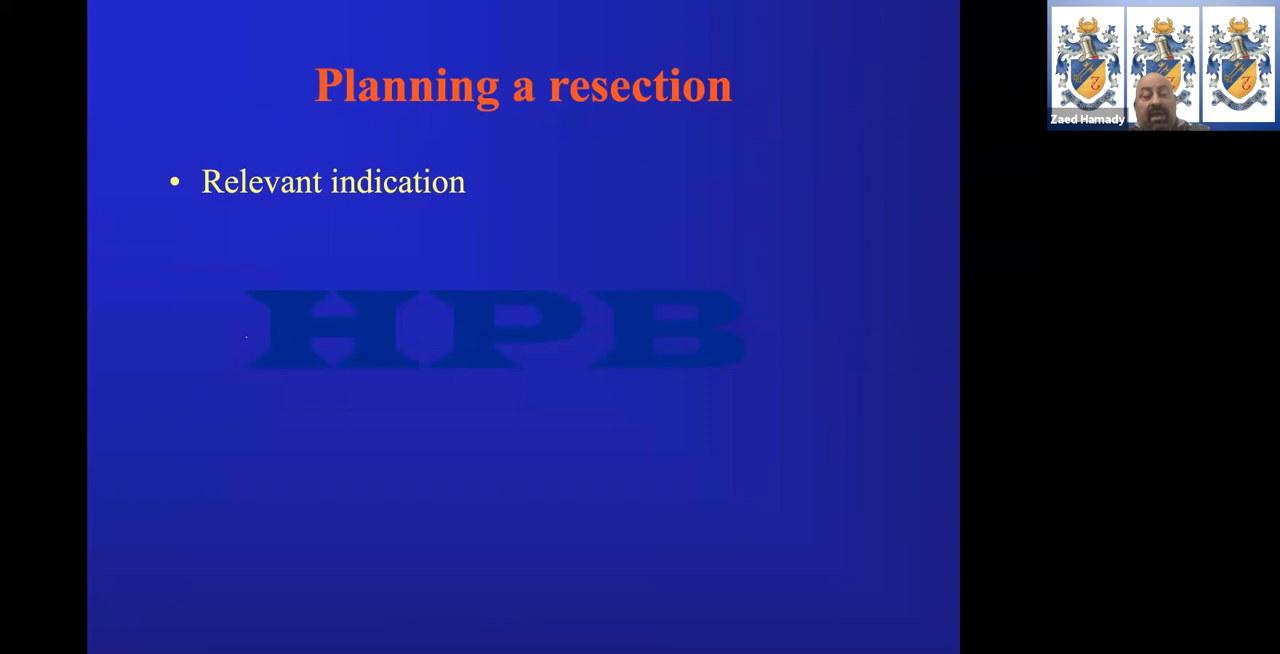 Planning a resection
• Relevant indication
HPB
Zaed Hamady